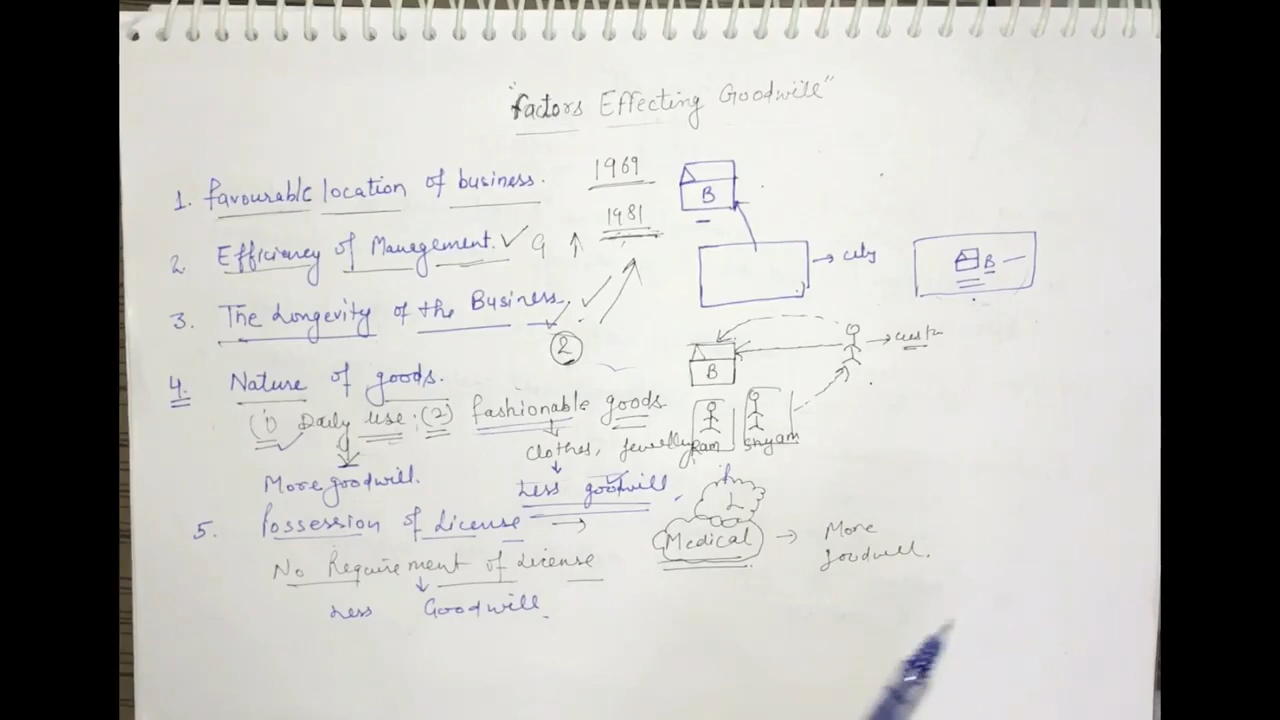 "Factors Effecting Goodwill"
1. Favourable location of business.
1969
B
2 Efficiency of Management. ✓ G ↑
1981
→ city
B
3. The Longevity of the Business, ✓
2
B
4. Nature of goods.
(1) Daily use; (2) fashionable goods
Clothes, Jewellry
Ram
Shyam
More goodwill.
Less goodwill
5. Possession of License →
L
Medical → More goodwill.
No Requirement of License
Less Goodwill.